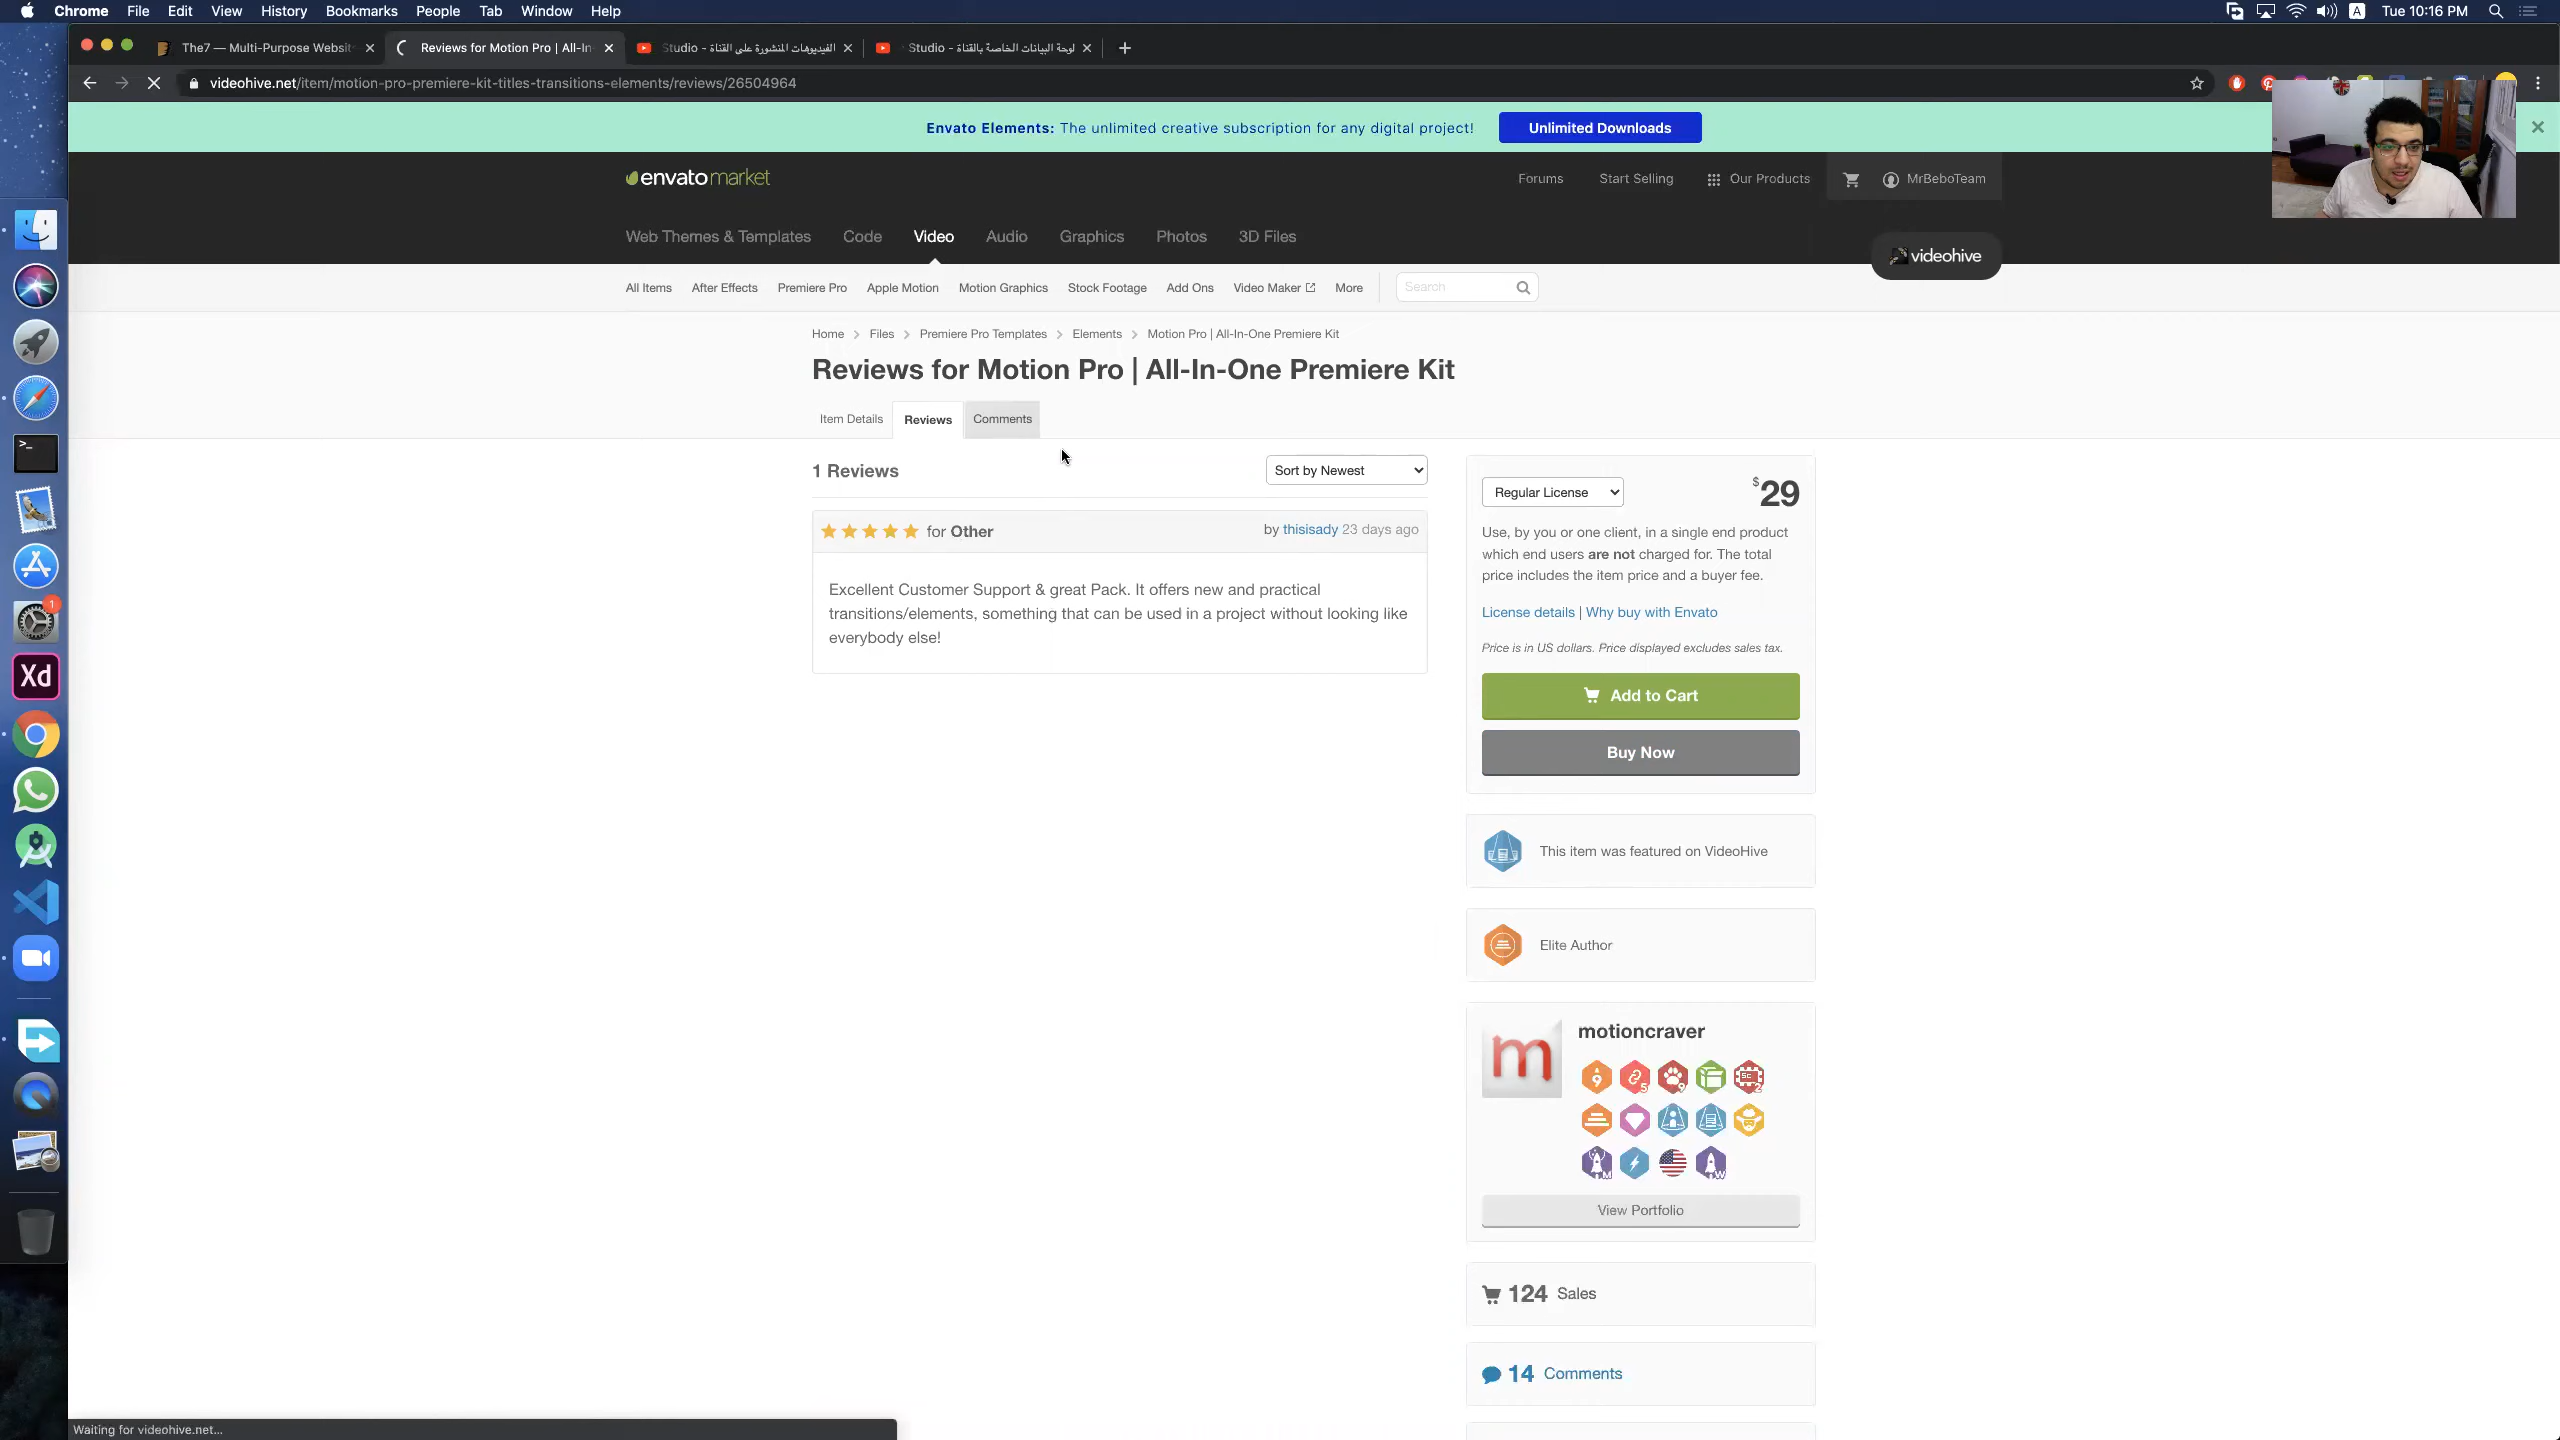 Chrome File Edit View History Bookmarks People Tab Window Help
A Tue 10:16 PM
The7 — Multi-Purpose Websit
Reviews for Motion Pro | All-In
الفيديوهات المنشورة على القناة - Studio
لوحة البيانات الخاصة بالقناة - Studio
videohive.net/item/motion-pro-premiere-kit-titles-transitions-elements/reviews/26504964
Envato Elements: The unlimited creative subscription for any digital project! Unlimited Downloads
envatomarket
Forums Start Selling Our Products MrBeboTeam
Web Themes & Templates Code Video Audio Graphics Photos 3D Files
videohive
All Items After Effects Premiere Pro Apple Motion Motion Graphics Stock Footage Add Ons Video Maker More Search
Home Files Premiere Pro Templates Elements Motion Pro | All-In-One Premiere Kit
Reviews for Motion Pro | All-In-One Premiere Kit
Item Details Reviews Comments
1 Reviews
Sort by Newest
for Other
by thisisady 23 days ago
Excellent Customer Support & great Pack. It offers new and practical
transitions/elements, something that can be used in a project without looking like
everybody else!
Regular License
$29
Use, by you or one client, in a single end product
which end users are not charged for. The total
price includes the item price and a buyer fee.
License details | Why buy with Envato
Price is in US dollars. Price displayed excludes sales tax.
Add to Cart
Buy Now
This item was featured on VideoHive
Elite Author
m
motioncraver
View Portfolio
124 Sales
14 Comments
1
Xd
Waiting for videohive.net...